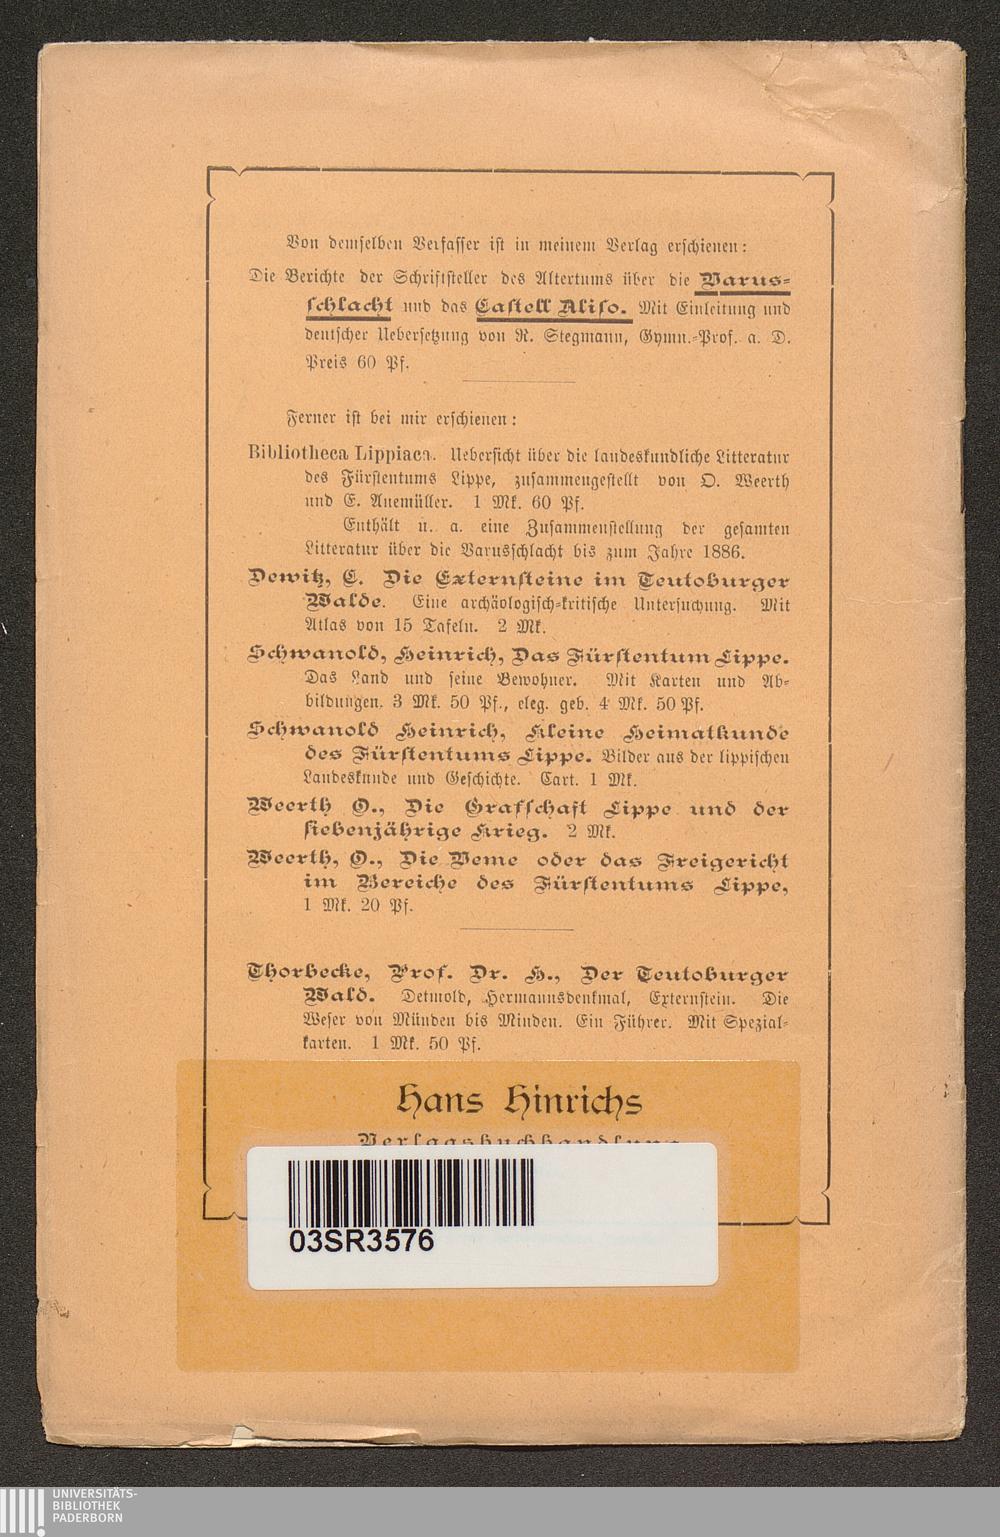 Von demselben Verfasser ist in meinem Verlag erschienen:
Die Berichte der Schriftsteller des Altertums über die Varus-
schlacht und das Castell Aliso. Mit Einleitung und
deutscher Uebersetzung von R. Stegmann, Gymn.-Prof. a. D.
Preis 60 Pf.
Ferner ist bei mir erschienen:
Bibliotheca Lippiaca. Uebersicht über die landeskundliche Litteratur
des Fürstentums Lippe, zusammengestellt von O. Weerth
und E. Anemüller. 1 Mk. 60 Pf.
Enthält u. a. eine Zusammenstellung der gesamten
Litteratur über die Varusschlacht bis zum Jahre 1886.
Dewitz, C. Die Externsteine im Teutoburger
Walde. Eine archäologisch-kritische Untersuchung. Mit
Atlas von 15 Tafeln. 2 Mk.
Schwanold, Heinrich, Das Fürstentum Lippe.
Das Land und seine Bewohner. Mit Karten und Ab-
bildungen. 3 Mk. 50 Pf., eleg. geb. 4 Mk. 50 Pf.
Schwanold Heinrich, Kleine Heimatkunde
des Fürstentums Lippe. Bilder aus der lippischen
Landeskunde und Geschichte. Cart. 1 Mk.
Weerth O., Die Grafschaft Lippe und der
siebenjährige Krieg. 2 Mk.
Weerth, O., Die Veme oder das Freigericht
im Bereiche des Fürstentums Lippe,
1 Mk. 20 Pf.
Thorbecke, Prof. Dr. H., Der Teutoburger
Wald. Detmold, Hermannsdenkmal, Externstein. Die
Weser von Münden bis Minden. Ein Führer. Mit Spezial-
karten. 1 Mk. 50 Pf.
Hans Hinrichs
Verlagsbuchhandlung
03SR3576
UNIVERSITÄTS-
BIBLIOTHEK
PADERBORN